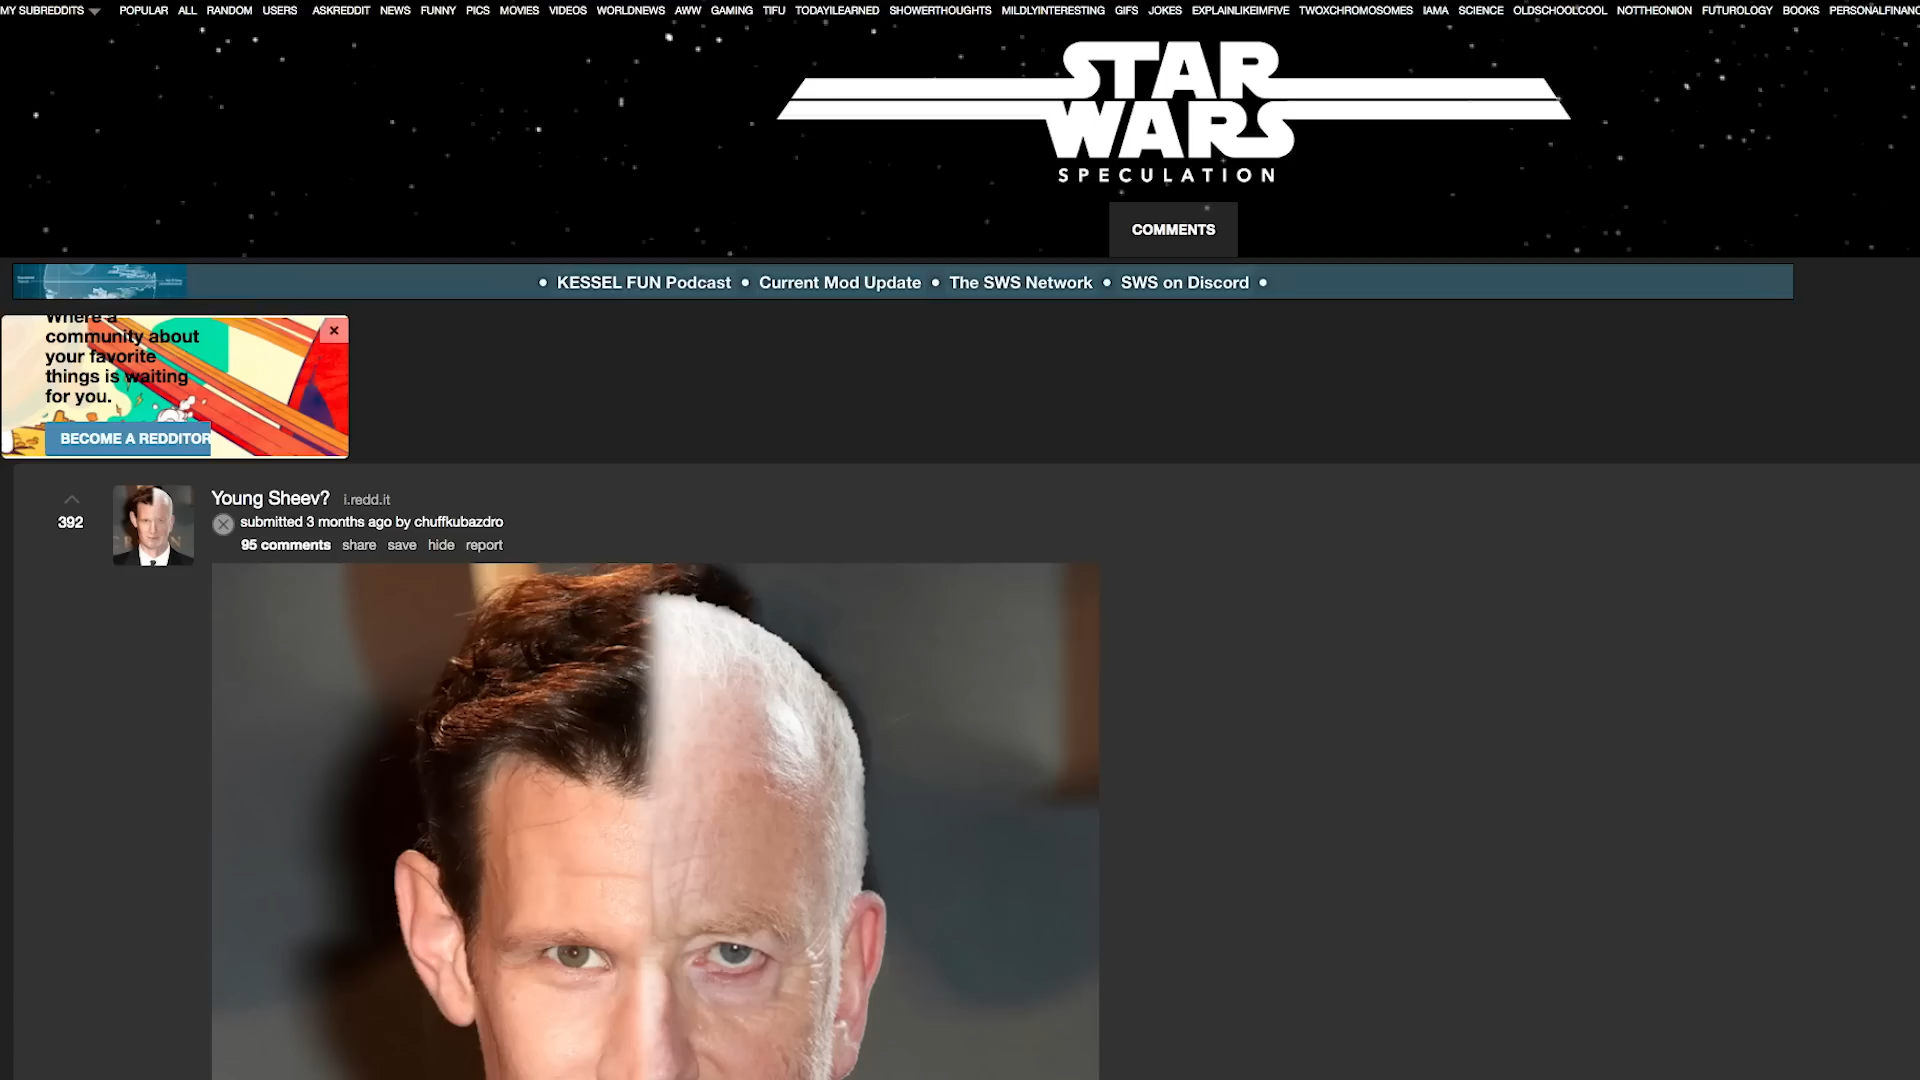 MY SUBREDDITS POPULAR ALL RANDOM USERS ASKREDDIT NEWS FUNNY PICS MOVIES VIDEOS WORLDNEWS AWW GAMING TIFU TODAYILEARNED SHOWERTHOUGHTS MILDLYINTERESTING GIFS JOKES EXPLAINLIKEIMFIVE TWOXCHROMOSOMES IAMA SCIENCE OLDSCHOOLCOOL NOTTHEONION FUTUROLOGY BOOKS PERSONALFINANC
STAR
WARS
SPECULATION
COMMENTS
• KESSEL FUN Podcast • Current Mod Update • The SWS Network • SWS on Discord •
Where a
community about
your favorite
things is waiting
for you.
BECOME A REDDITOR
392
Young Sheev? i.redd.it
submitted 3 months ago by chuffkubazdro
95 comments share save hide report